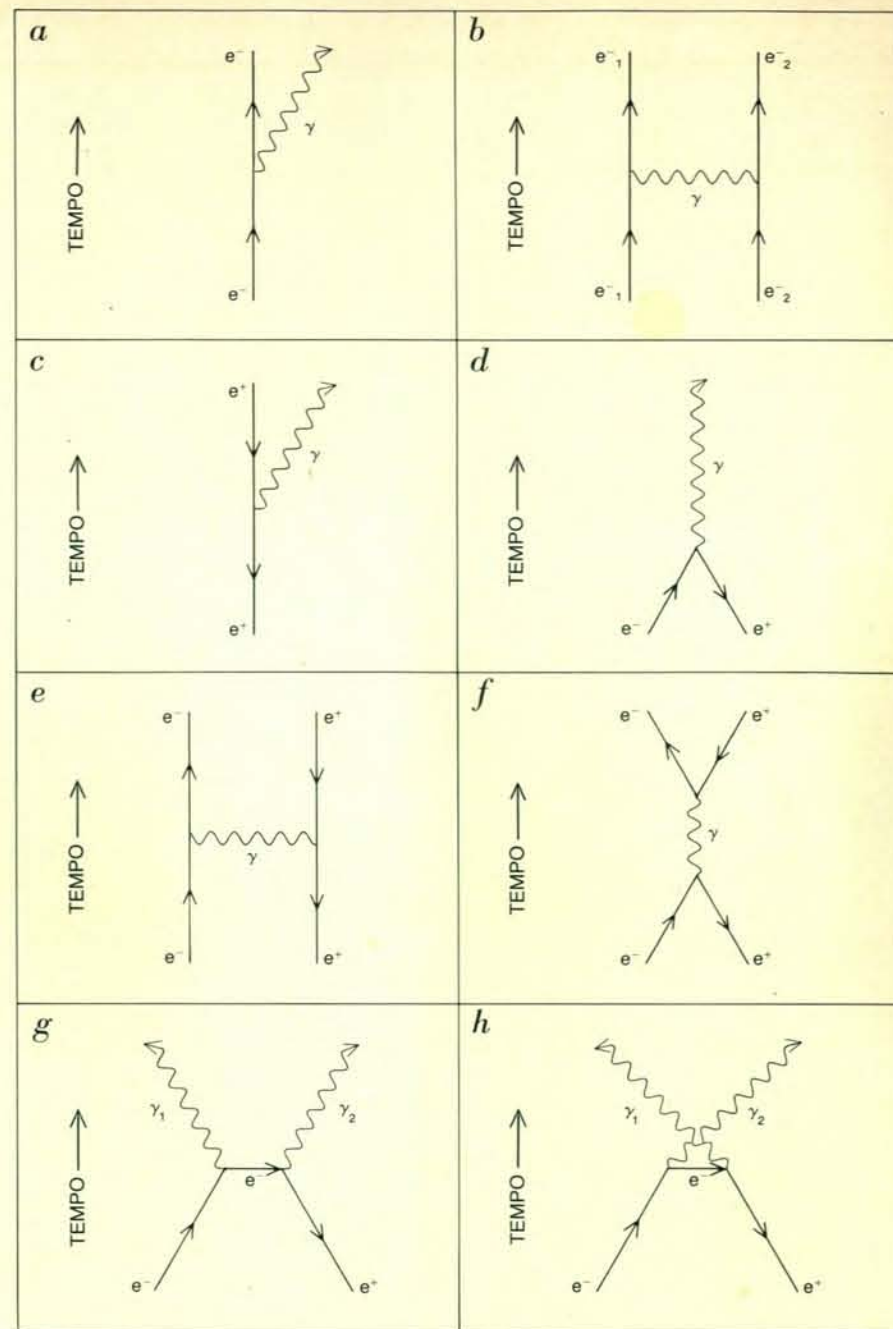 a
e⁻
γ
TEMPO →
e⁻
b
e⁻₁ e⁻₂
γ
TEMPO →
e⁻₁ e⁻₂
c
e⁺
γ
TEMPO →
e⁺
d
γ
TEMPO →
e⁻ e⁺
e
e⁻ e⁺
γ
TEMPO →
e⁻ e⁺
f
e⁻ e⁺
γ
TEMPO →
e⁻ e⁺
g
γ₁ γ₂
e⁻
TEMPO →
e⁻ e⁺
h
γ₁ γ₂
e⁻
TEMPO →
e⁻ e⁺